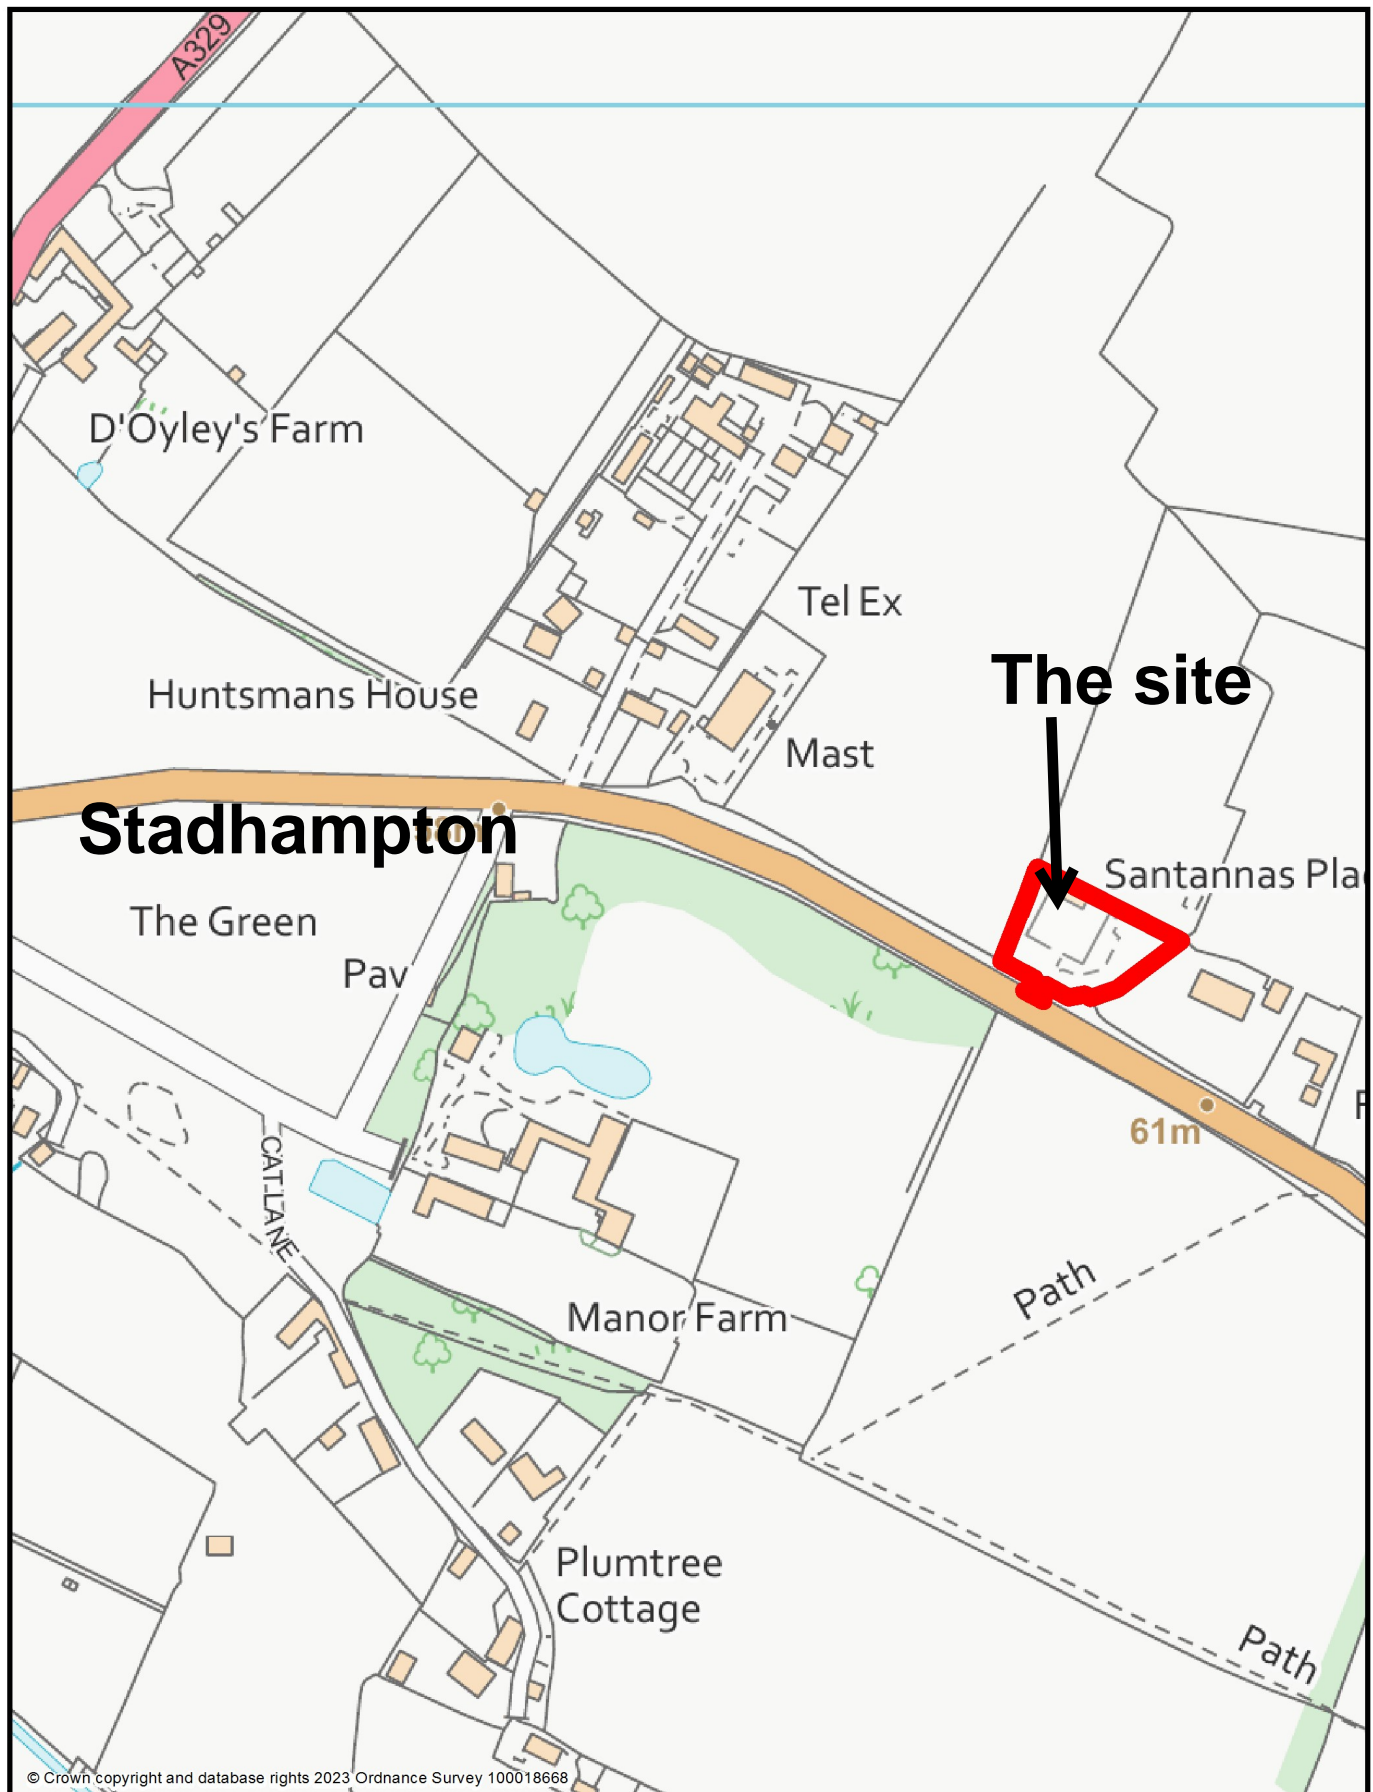 A329
D'Oyley's Farm
Tel Ex
The site
Huntsmans House
Mast
Stadhampton
Santannas Pla
The Green
Pav
61m
CAT LANE
Path
Manor Farm
Plumtree
Cottage
Path
© Crown copyright and database rights 2023 Ordnance Survey 100018668